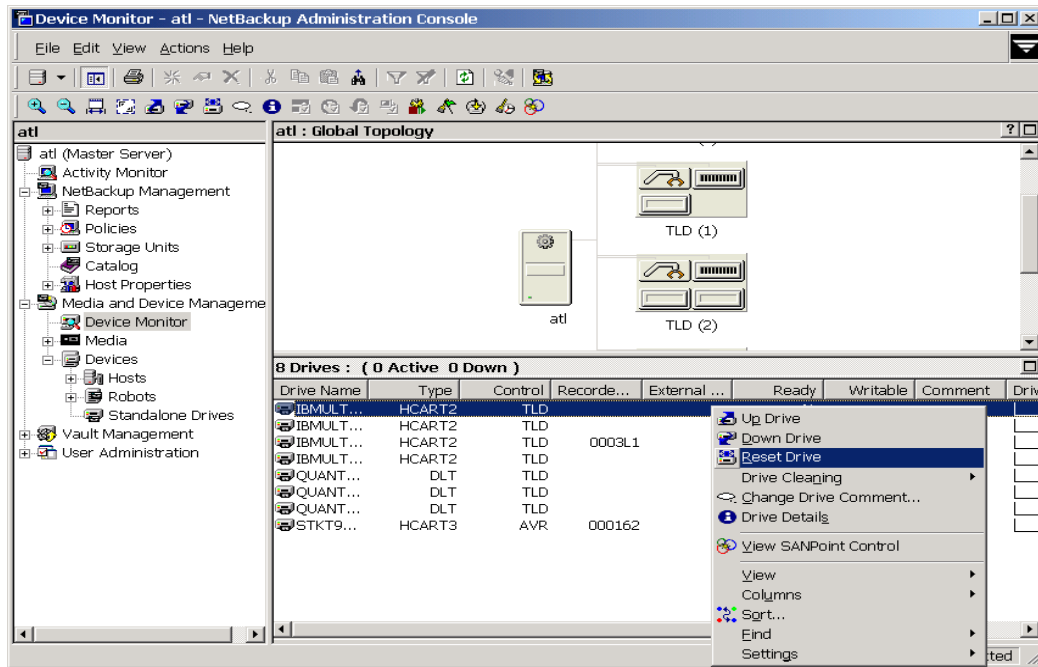 Device Monitor - atl - NetBackup Administration Console
File Edit View Actions Help
atl
atl : Global Topology
atl (Master Server)
Activity Monitor
NetBackup Management
Reports
Policies
Storage Units
Catalog
Host Properties
Media and Device Manageme
Device Monitor
Media
Devices
Hosts
Robots
Standalone Drives
Vault Management
User Administration
TLD (1)
atl
TLD (2)
8 Drives : ( 0 Active 0 Down )
Drive Name Type Control Recorde... External ... Ready Writable Comment Driv
IBMULT... HCART2 TLD
IBMULT... HCART2 TLD
IBMULT... HCART2 TLD 0003L1
IBMULT... HCART2 TLD
QUANT... DLT TLD
QUANT... DLT TLD
QUANT... DLT TLD
STKT9... HCART3 AVR 000162
Up Drive
Down Drive
Reset Drive
Drive Cleaning
Change Drive Comment...
Drive Details
View SANPoint Control
View
Columns
Sort...
Find
Settings
cted